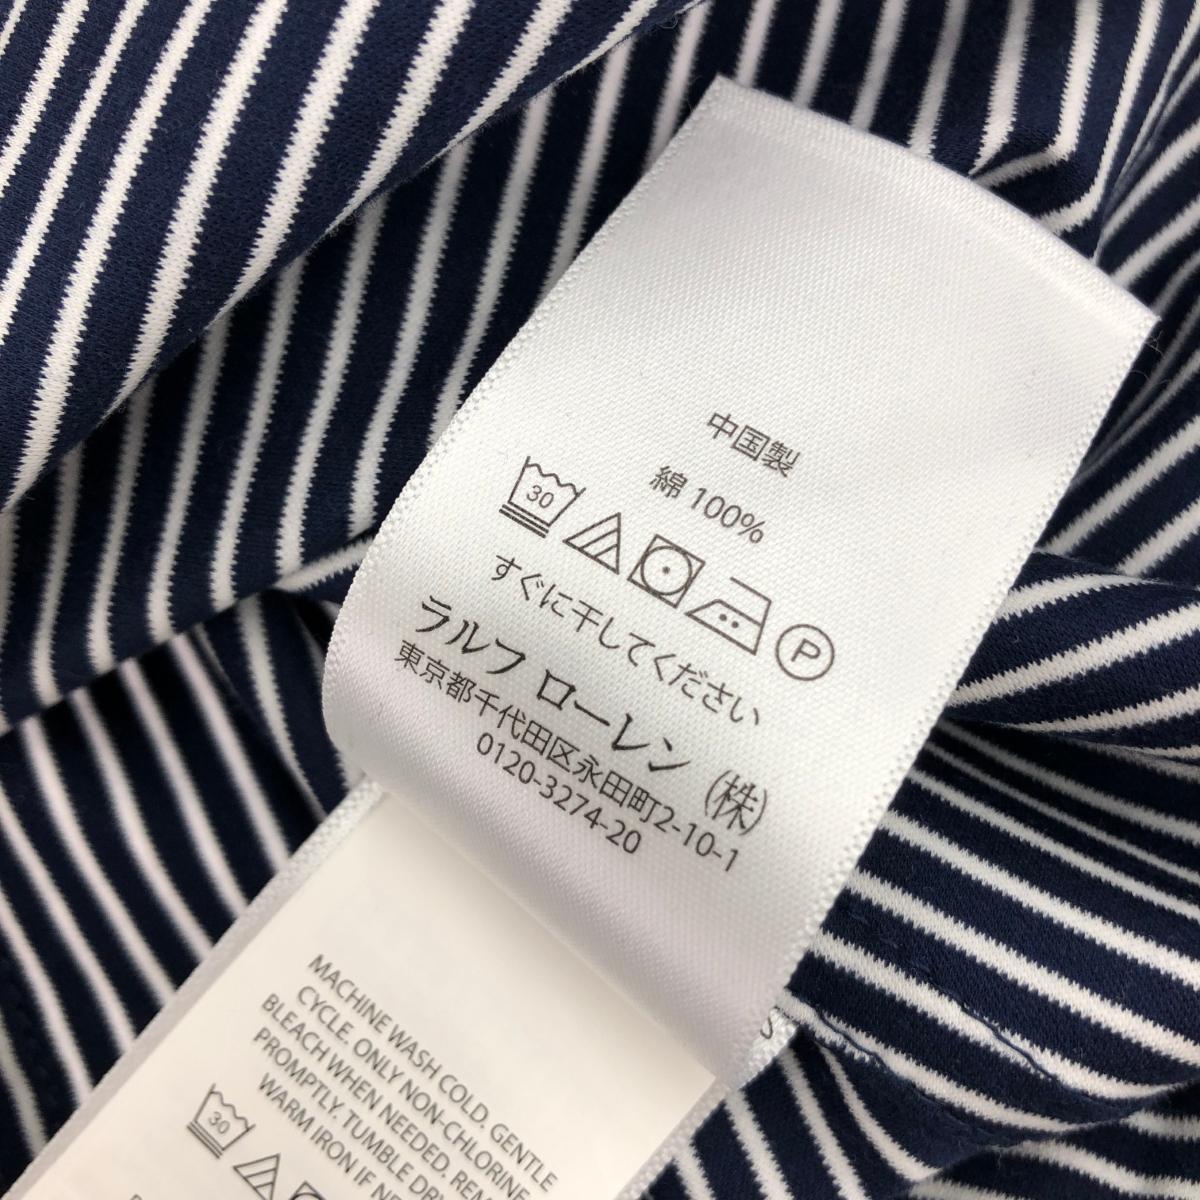 中国製
綿 100%
30
P
すぐに干してください
ラルフ ローレン (株)
東京都千代田区永田町2-10-1
0120-3274-20
MACHINE WASH COLD. GENTLE
CYCLE. ONLY NON-CHLORINE
BLEACH WHEN NEEDED.
PROMPTLY. TUMBLE
WARM IRON IF
30